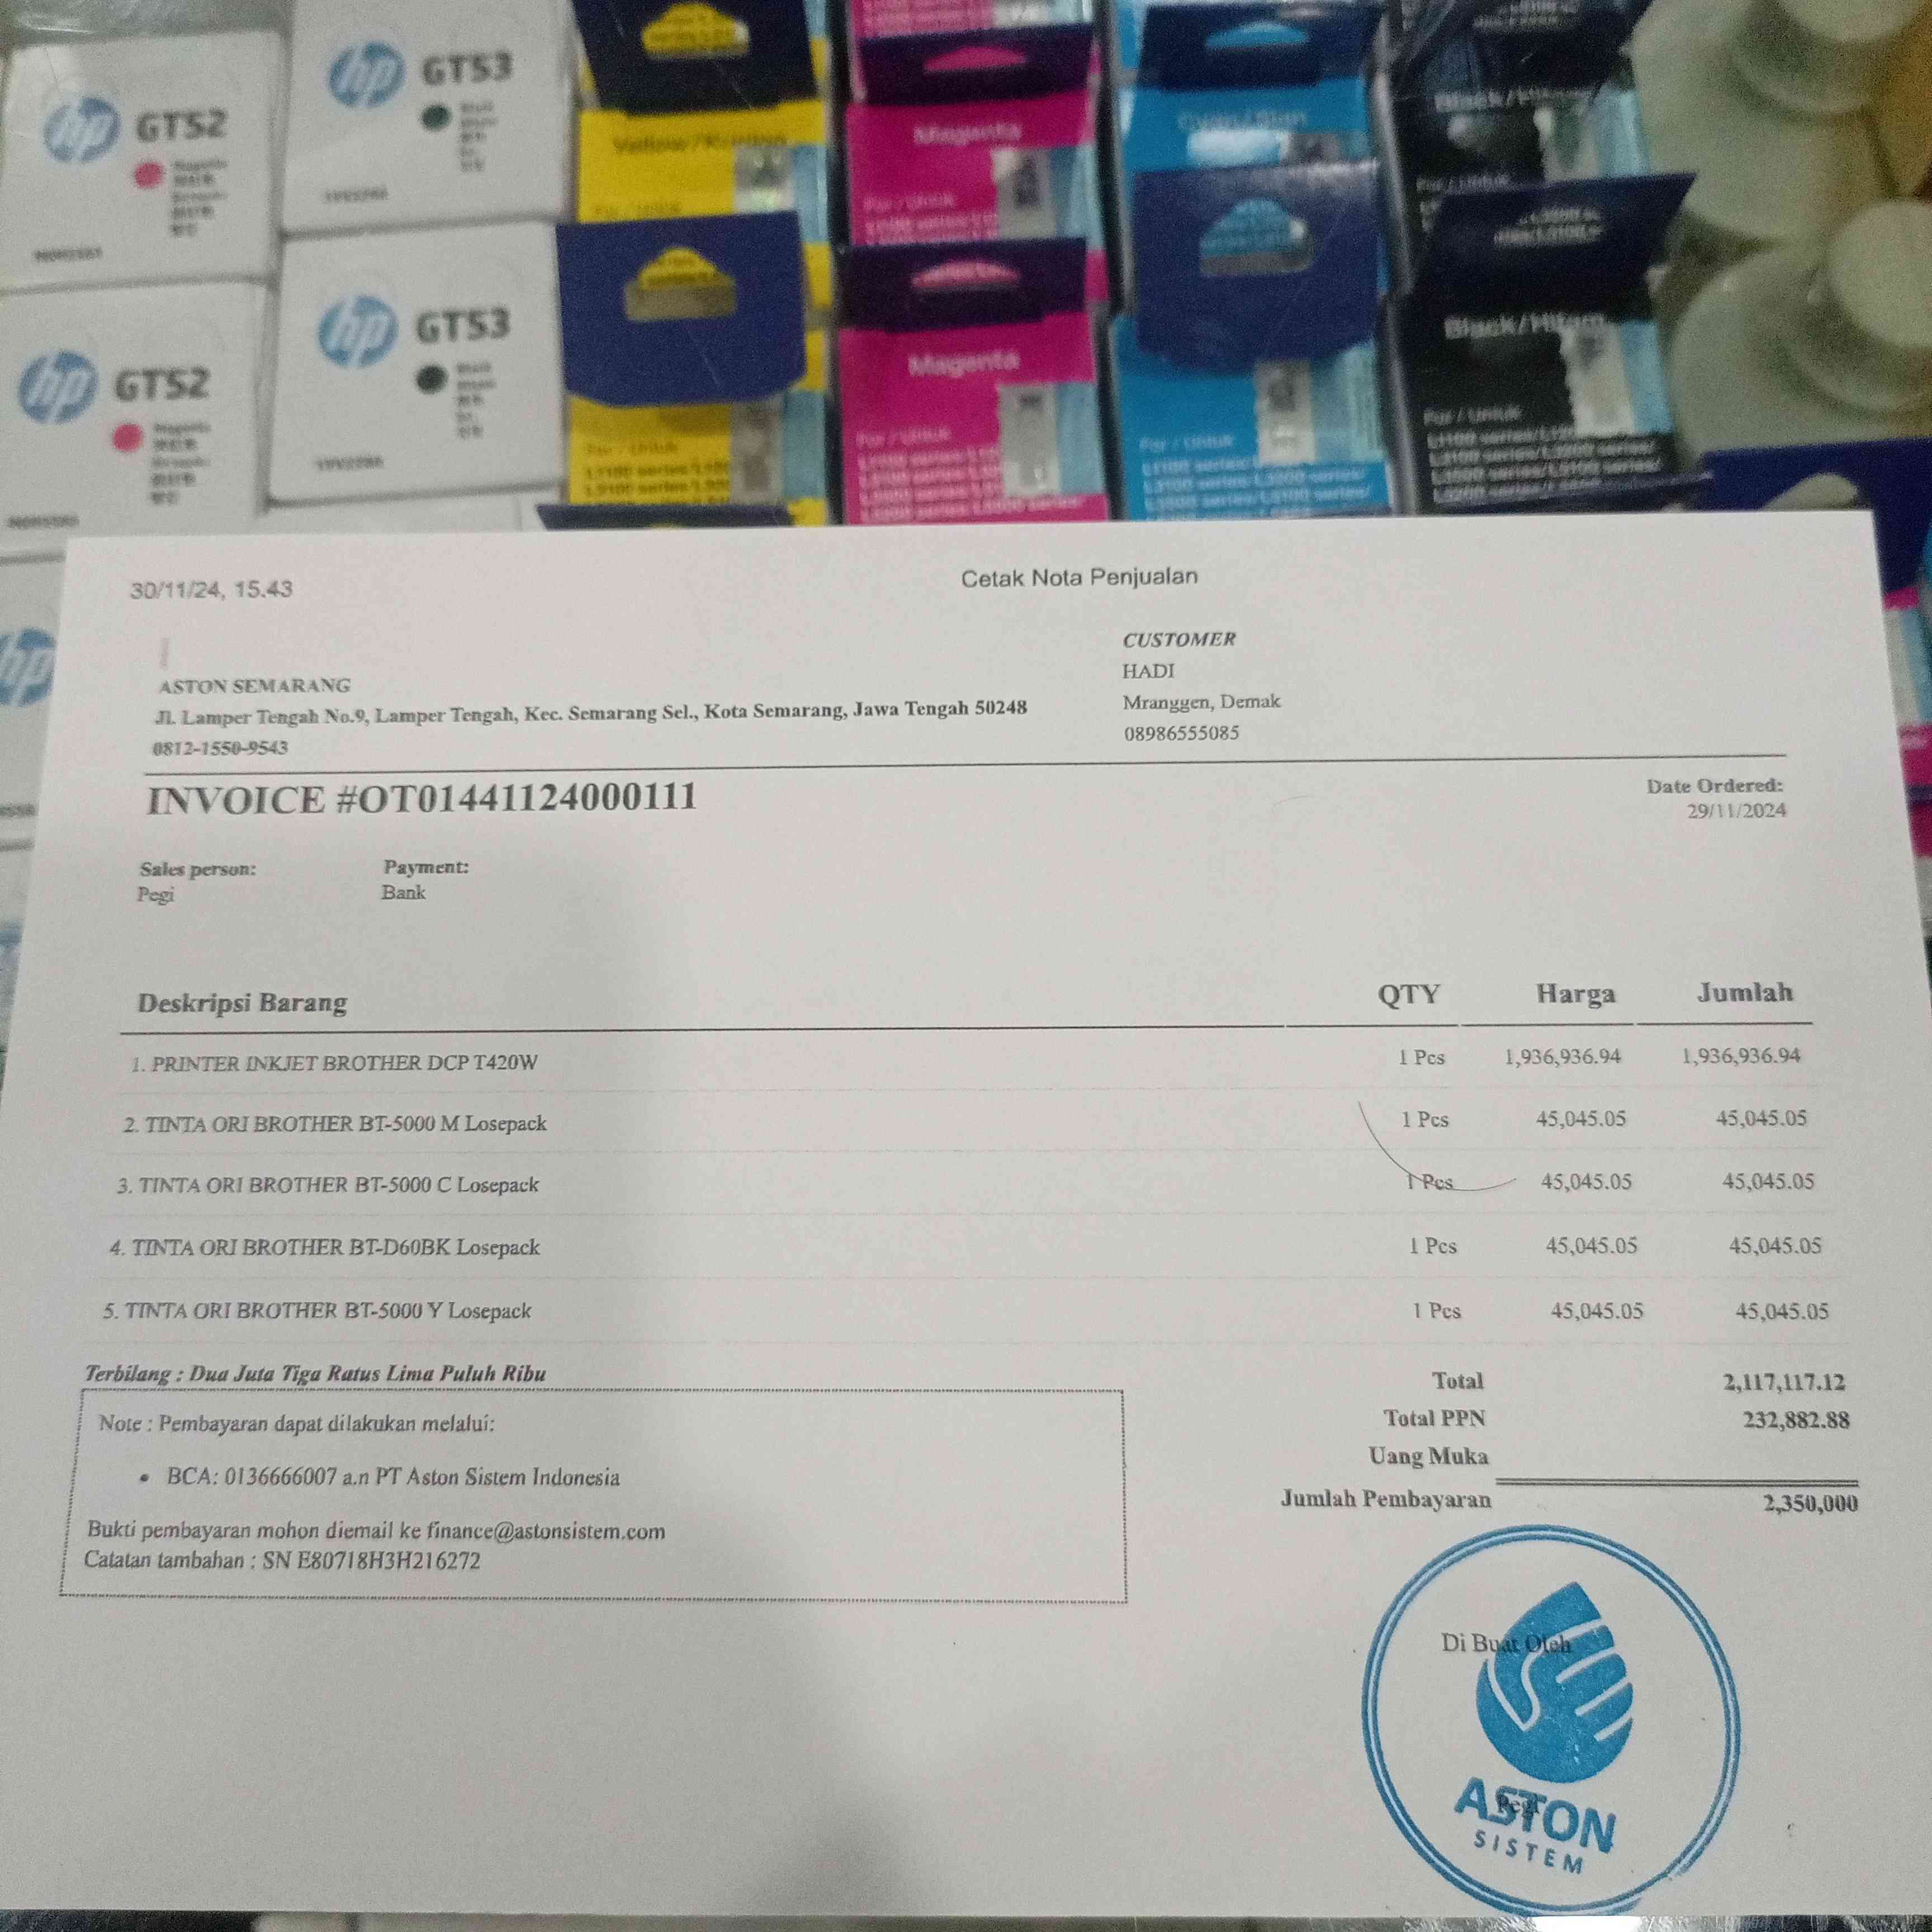 hp GT53
hp GT52
Magenta
hp GT53
hp GT52
Magenta
Black/Hitam
For / Untuk
30/11/24, 15.43
Cetak Nota Penjualan
ASTON SEMARANG
Jl. Lamper Tengah No.9, Lamper Tengah, Kec. Semarang Sel., Kota Semarang, Jawa Tengah 50248
0812-1550-9543
CUSTOMER
HADI
Mranggen, Demak
08986555085
INVOICE #OT01441124000111
Date Ordered:
29/11/2024
Sales person:
Pegi
Payment:
Bank
Deskripsi Barang QTY Harga Jumlah
1. PRINTER INKJET BROTHER DCP T420W 1 Pcs 1,936,936.94 1,936,936.94
2. TINTA ORI BROTHER BT-5000 M Losepack 1 Pcs 45,045.05 45,045.05
3. TINTA ORI BROTHER BT-5000 C Losepack 1 Pcs 45,045.05 45,045.05
4. TINTA ORI BROTHER BT-D60BK Losepack 1 Pcs 45,045.05 45,045.05
5. TINTA ORI BROTHER BT-5000 Y Losepack 1 Pcs 45,045.05 45,045.05
Terbilang : Dua Juta Tiga Ratus Lima Puluh Ribu
Note : Pembayaran dapat dilakukan melalui:
• BCA: 0136666007 a.n PT Aston Sistem Indonesia
Bukti pembayaran mohon diemail ke finance@astonsistem.com
Catatan tambahan : SN E80718H3H216272
Total 2,117,117.12
Total PPN 232,882.88
Uang Muka
Jumlah Pembayaran 2,350,000
Di Buat Oleh
Pegi
ASTON
SISTEM